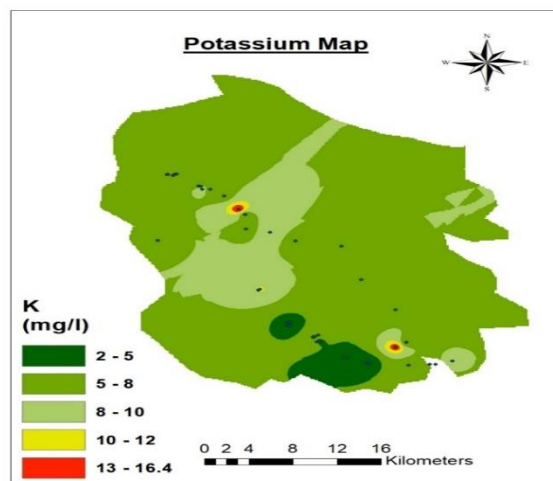 Potassium Map
N
W E
S
K
(mg/l)
2 - 5
5 - 8
8 - 10
10 - 12
13 - 16.4
0 2 4 8 12 16
Kilometers